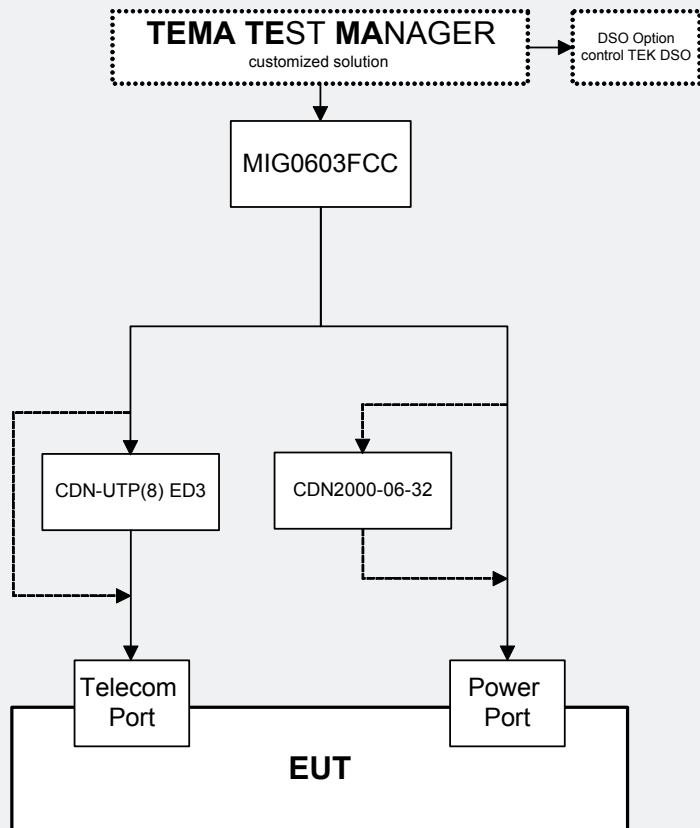 TEMA TEST MANAGER
customized solution
DSO Option
control TEK DSO
MIG0603FCC
CDN-UTP(8) ED3
CDN2000-06-32
Telecom
Port
Power
Port
EUT